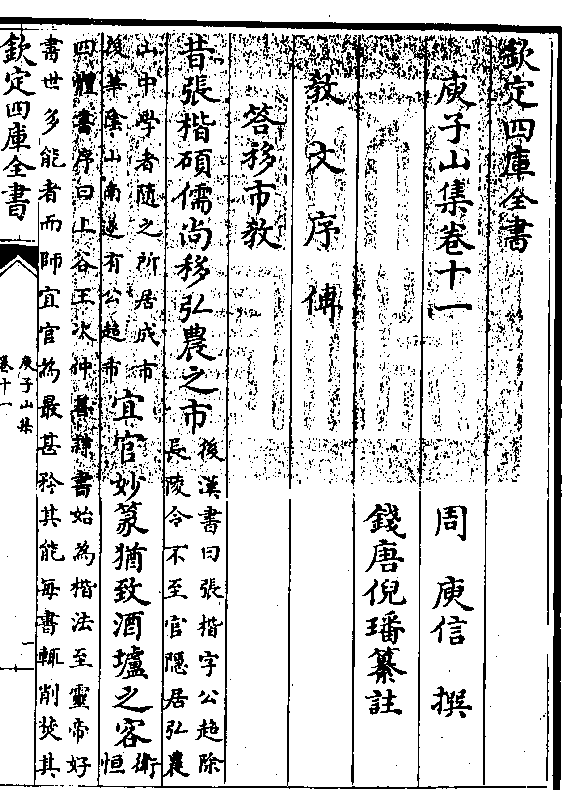 欽定四庫全書
庾子山集卷十一
周 庾信 撰
錢唐倪璠纂註
教 文 序 傳
答移市教
昔張楷碩儒尚移弘農之市後漢書曰張楷字公超除
長陵令不至官隱居弘農
山中學者隨之所居成市
後華陰山南遂有公超市宜官妙篆猶致酒壚之客衛恒
四體書序曰上谷王次仲善隸書始為楷法至靈帝好
書世多能者而師宜官為最甚矜其能每書輒削焚其
欽定四庫全書
庾子山集
卷十一
一